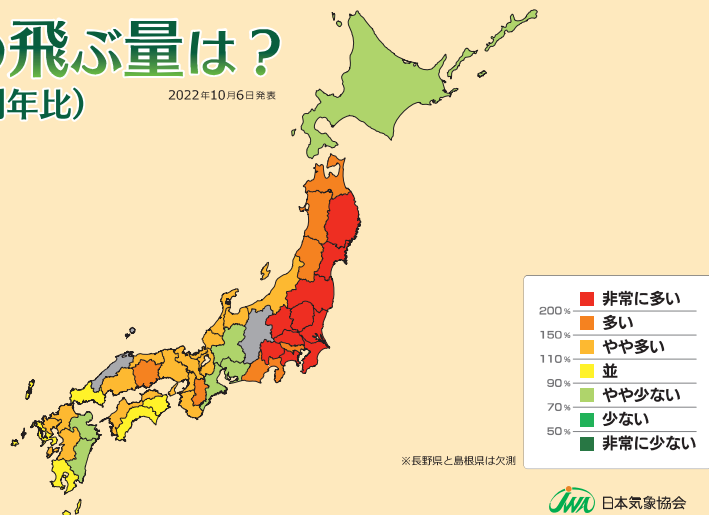 の飛ぶ量は？
年比）
2022年10月6日発表
非常に多い
200%
多い
150%
やや多い
110%
並
90%
やや少ない
70%
少ない
50%
非常に少ない
※長野県と島根県は欠測
JWA 日本気象協会